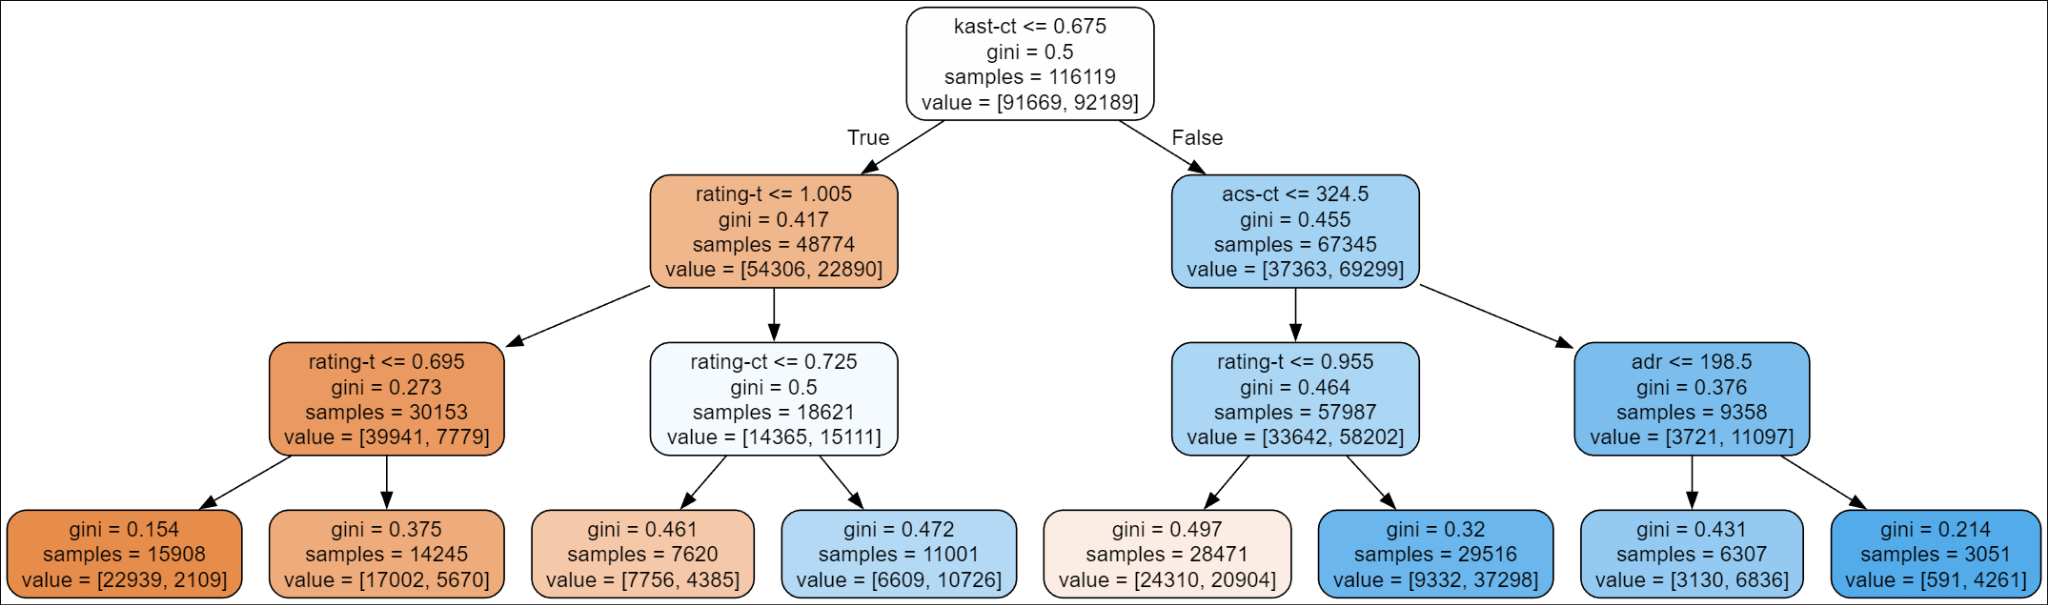 kast-ct <= 0.675
gini = 0.5
samples = 116119
value = [91669, 92189]
True
False
rating-t <= 1.005
gini = 0.417
samples = 48774
value = [54306, 22890]
acs-ct <= 324.5
gini = 0.455
samples = 67345
value = [37363, 69299]
rating-t <= 0.695
gini = 0.273
samples = 30153
value = [39941, 7779]
rating-ct <= 0.725
gini = 0.5
samples = 18621
value = [14365, 15111]
rating-t <= 0.955
gini = 0.464
samples = 57987
value = [33642, 58202]
adr <= 198.5
gini = 0.376
samples = 9358
value = [3721, 11097]
gini = 0.154
samples = 15908
value = [22939, 2109]
gini = 0.375
samples = 14245
value = [17002, 5670]
gini = 0.461
samples = 7620
value = [7756, 4385]
gini = 0.472
samples = 11001
value = [6609, 10726]
gini = 0.497
samples = 28471
value = [24310, 20904]
gini = 0.32
samples = 29516
value = [9332, 37298]
gini = 0.431
samples = 6307
value = [3130, 6836]
gini = 0.214
samples = 3051
value = [591, 4261]